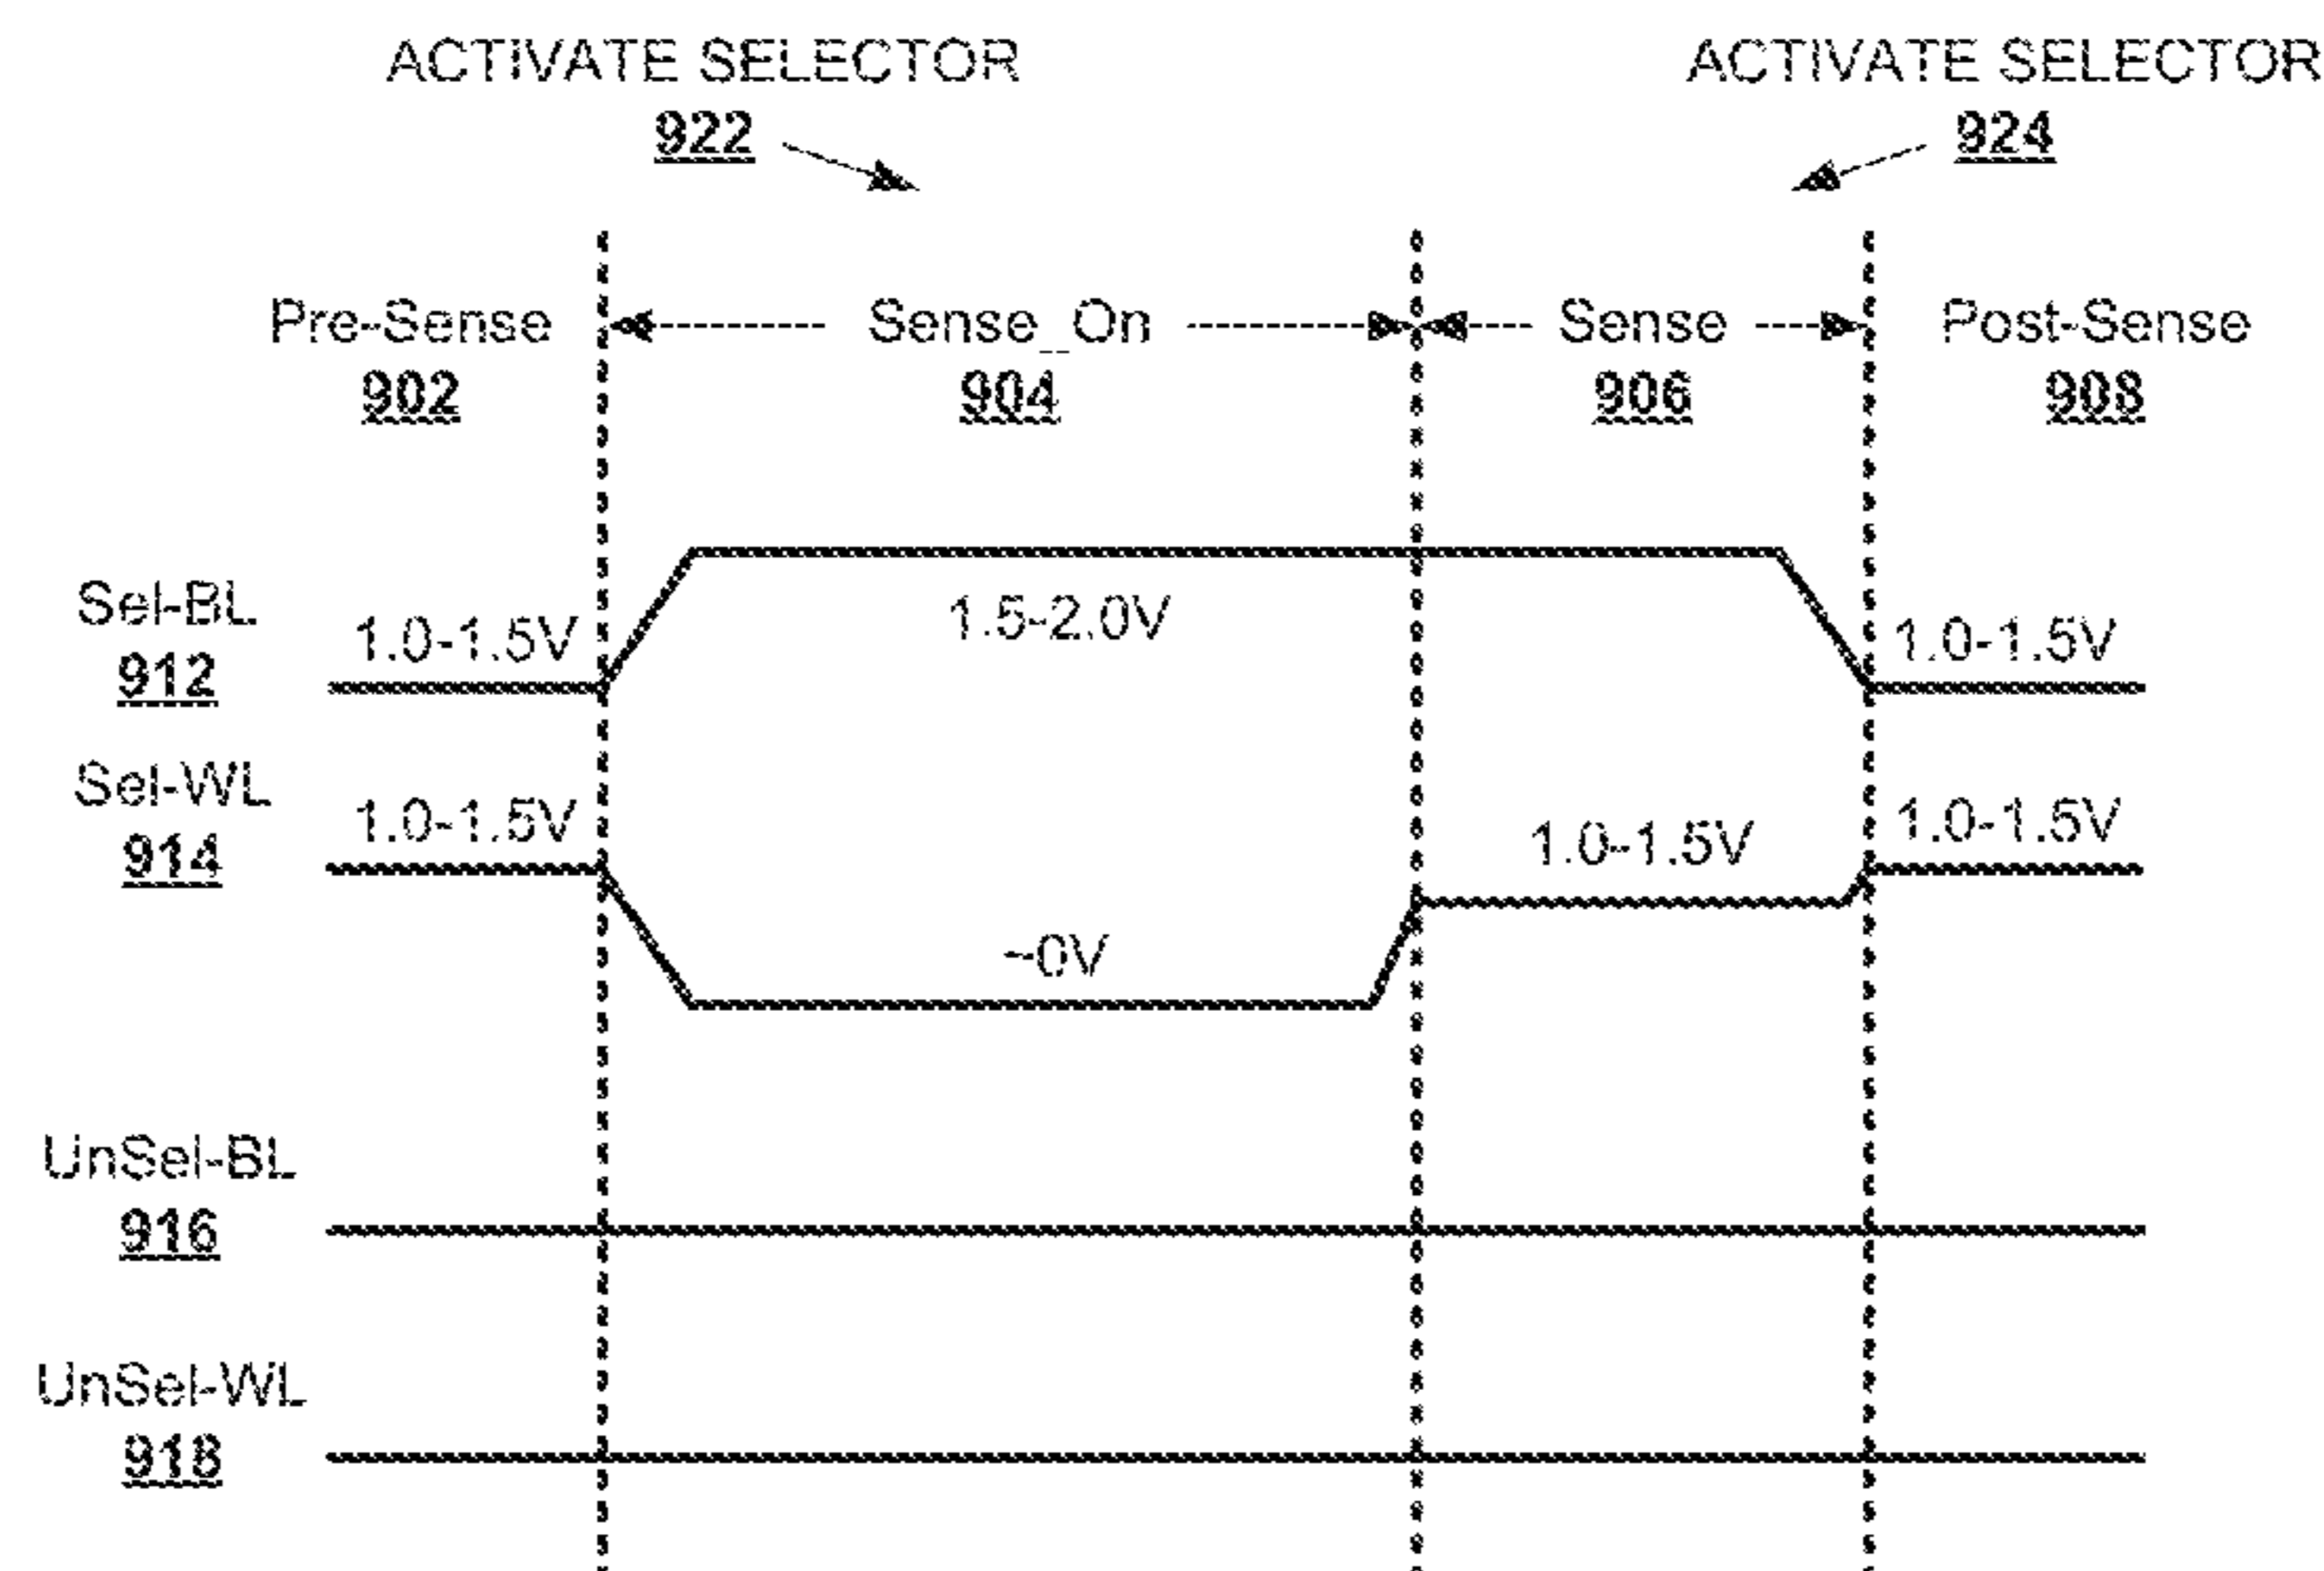 ACTIVATE SELECTOR
922
ACTIVATE SELECTOR
924
Pre-Sense
902
Sense_On
904
Sense
906
Post-Sense
908
Sel-BL
912
1.0-1.5V
1.5-2.0V
1.0-1.5V
Sel-WL
914
1.0-1.5V
~0V
1.0-1.5V
1.0-1.5V
UnSel-BL
916
UnSel-WL
918